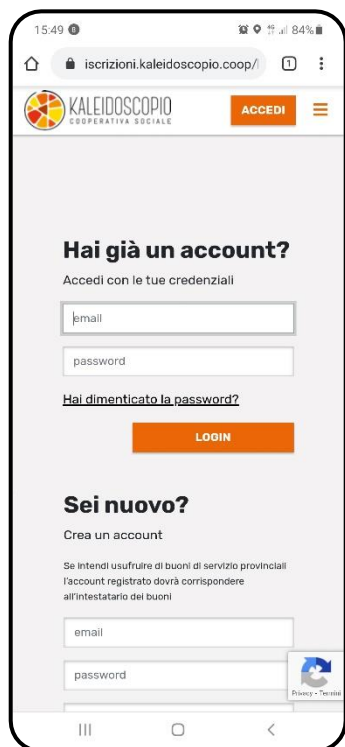 15:49 84%
iscrizioni.kaleidoscopio.coop/ 1
KALEIDOSCOPIO
COOPERATIVA SOCIALE
ACCEDI
Hai già un account?
Accedi con le tue credenziali
email
password
Hai dimenticato la password?
LOGIN
Sei nuovo?
Crea un account
Se intendi usufruire di buoni di servizio provinciali
l'account registrato dovrà corrispondere
all'intestatario dei buoni
email
password
Privacy - Termini